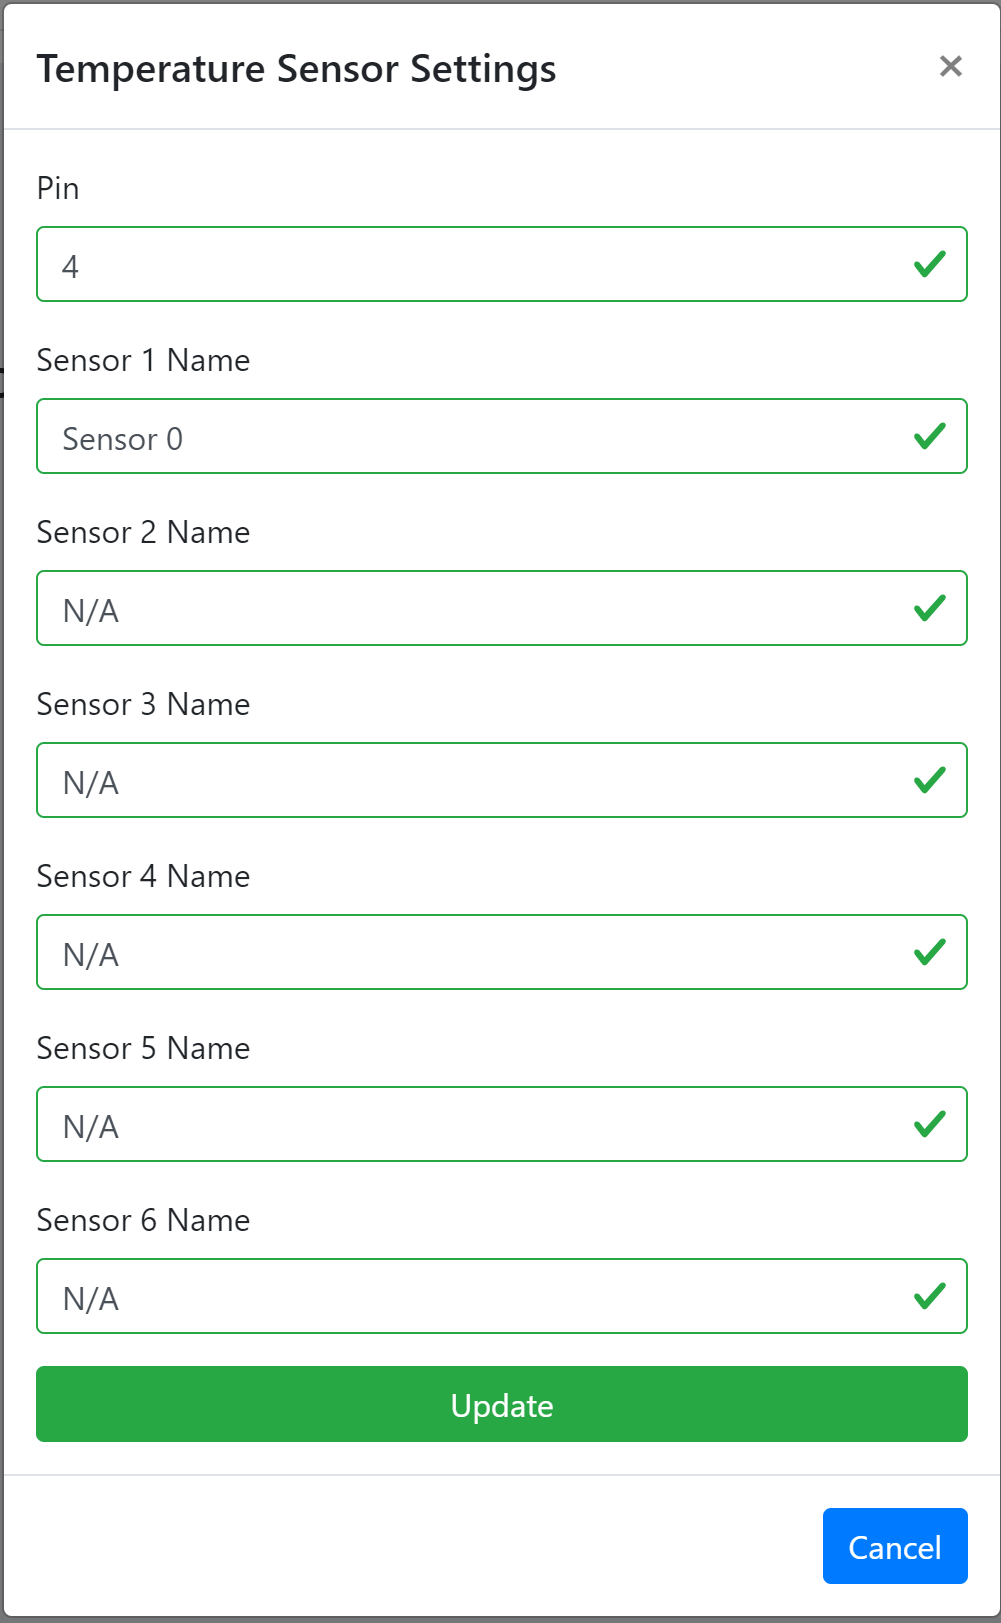 Temperature Sensor Settings
Pin
4
Sensor 1 Name
Sensor 0
Sensor 2 Name
N/A
Sensor 3 Name
N/A
Sensor 4 Name
N/A
Sensor 5 Name
N/A
Sensor 6 Name
N/A
Update
Cancel